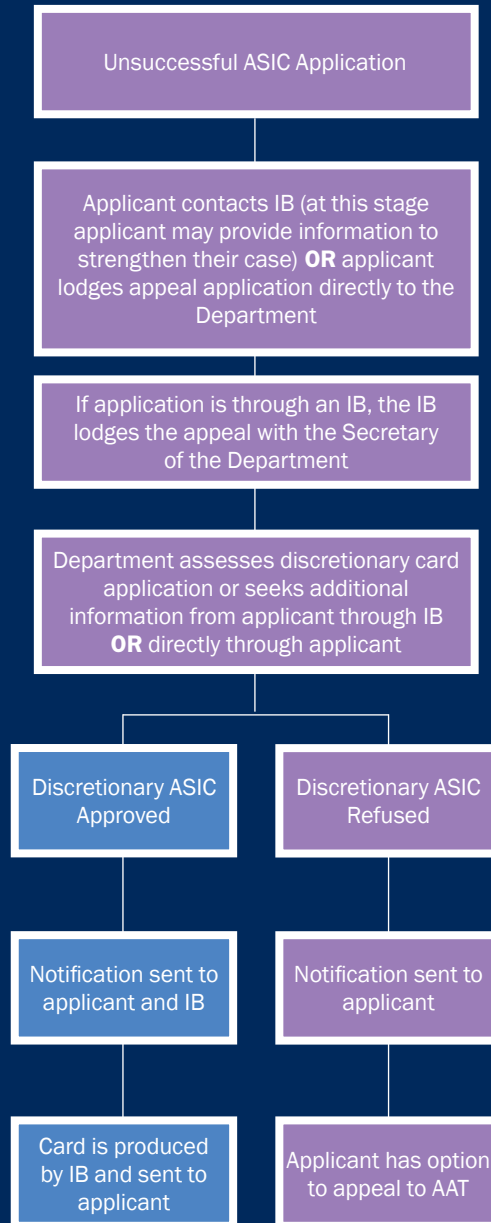 Unsuccessful ASIC Application
Applicant contacts IB (at this stage
applicant may provide information to
strengthen their case) OR applicant
lodges appeal application directly to the
Department
If application is through an IB, the IB
lodges the appeal with the Secretary
of the Department
Department assesses discretionary card
application or seeks additional
information from applicant through IB
OR directly through applicant
Discretionary ASIC
Approved
Discretionary ASIC
Refused
Notification sent to
applicant and IB
Notification sent to
applicant
Card is produced
by IB and sent to
applicant
Applicant has option
to appeal to AAT